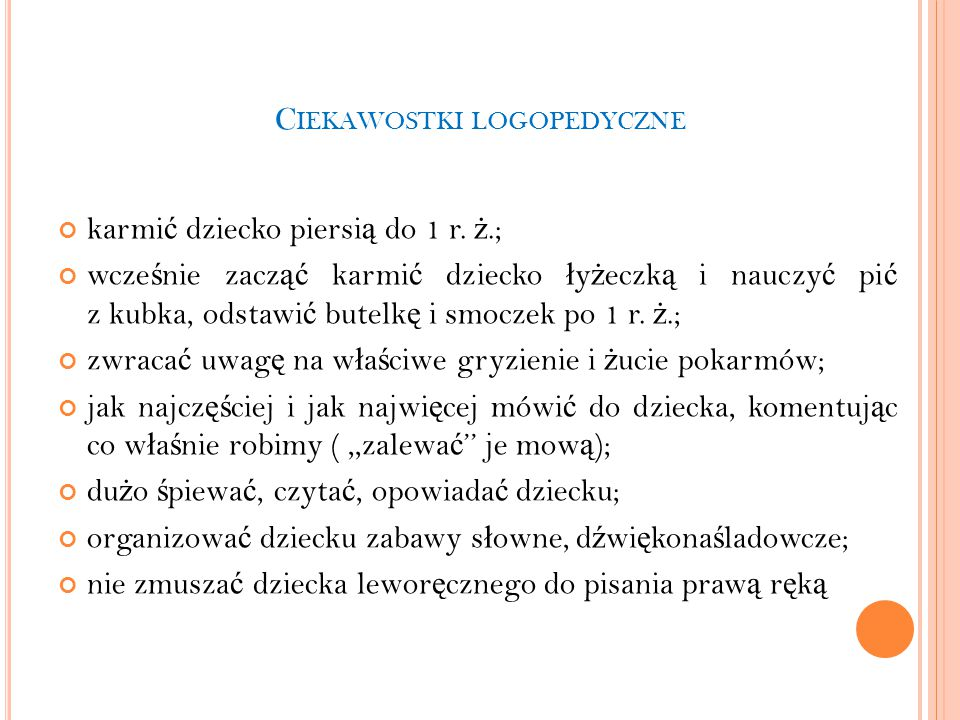 Ciekawostki logopedyczne
karmić dziecko piersią do 1 r. ż.;
wcześnie zacząć karmić dziecko łyżeczką i nauczyć pić
z kubka, odstawić butelkę i smoczek po 1 r. ż.;
zwracać uwagę na właściwe gryzienie i żucie pokarmów;
jak najczęściej i jak najwięcej mówić do dziecka, komentując
co właśnie robimy ( „zalewać” je mową);
dużo śpiewać, czytać, opowiadać dziecku;
organizować dziecku zabawy słowne, dźwiękonaśladowcze;
nie zmuszać dziecka leworęcznego do pisania prawą ręką